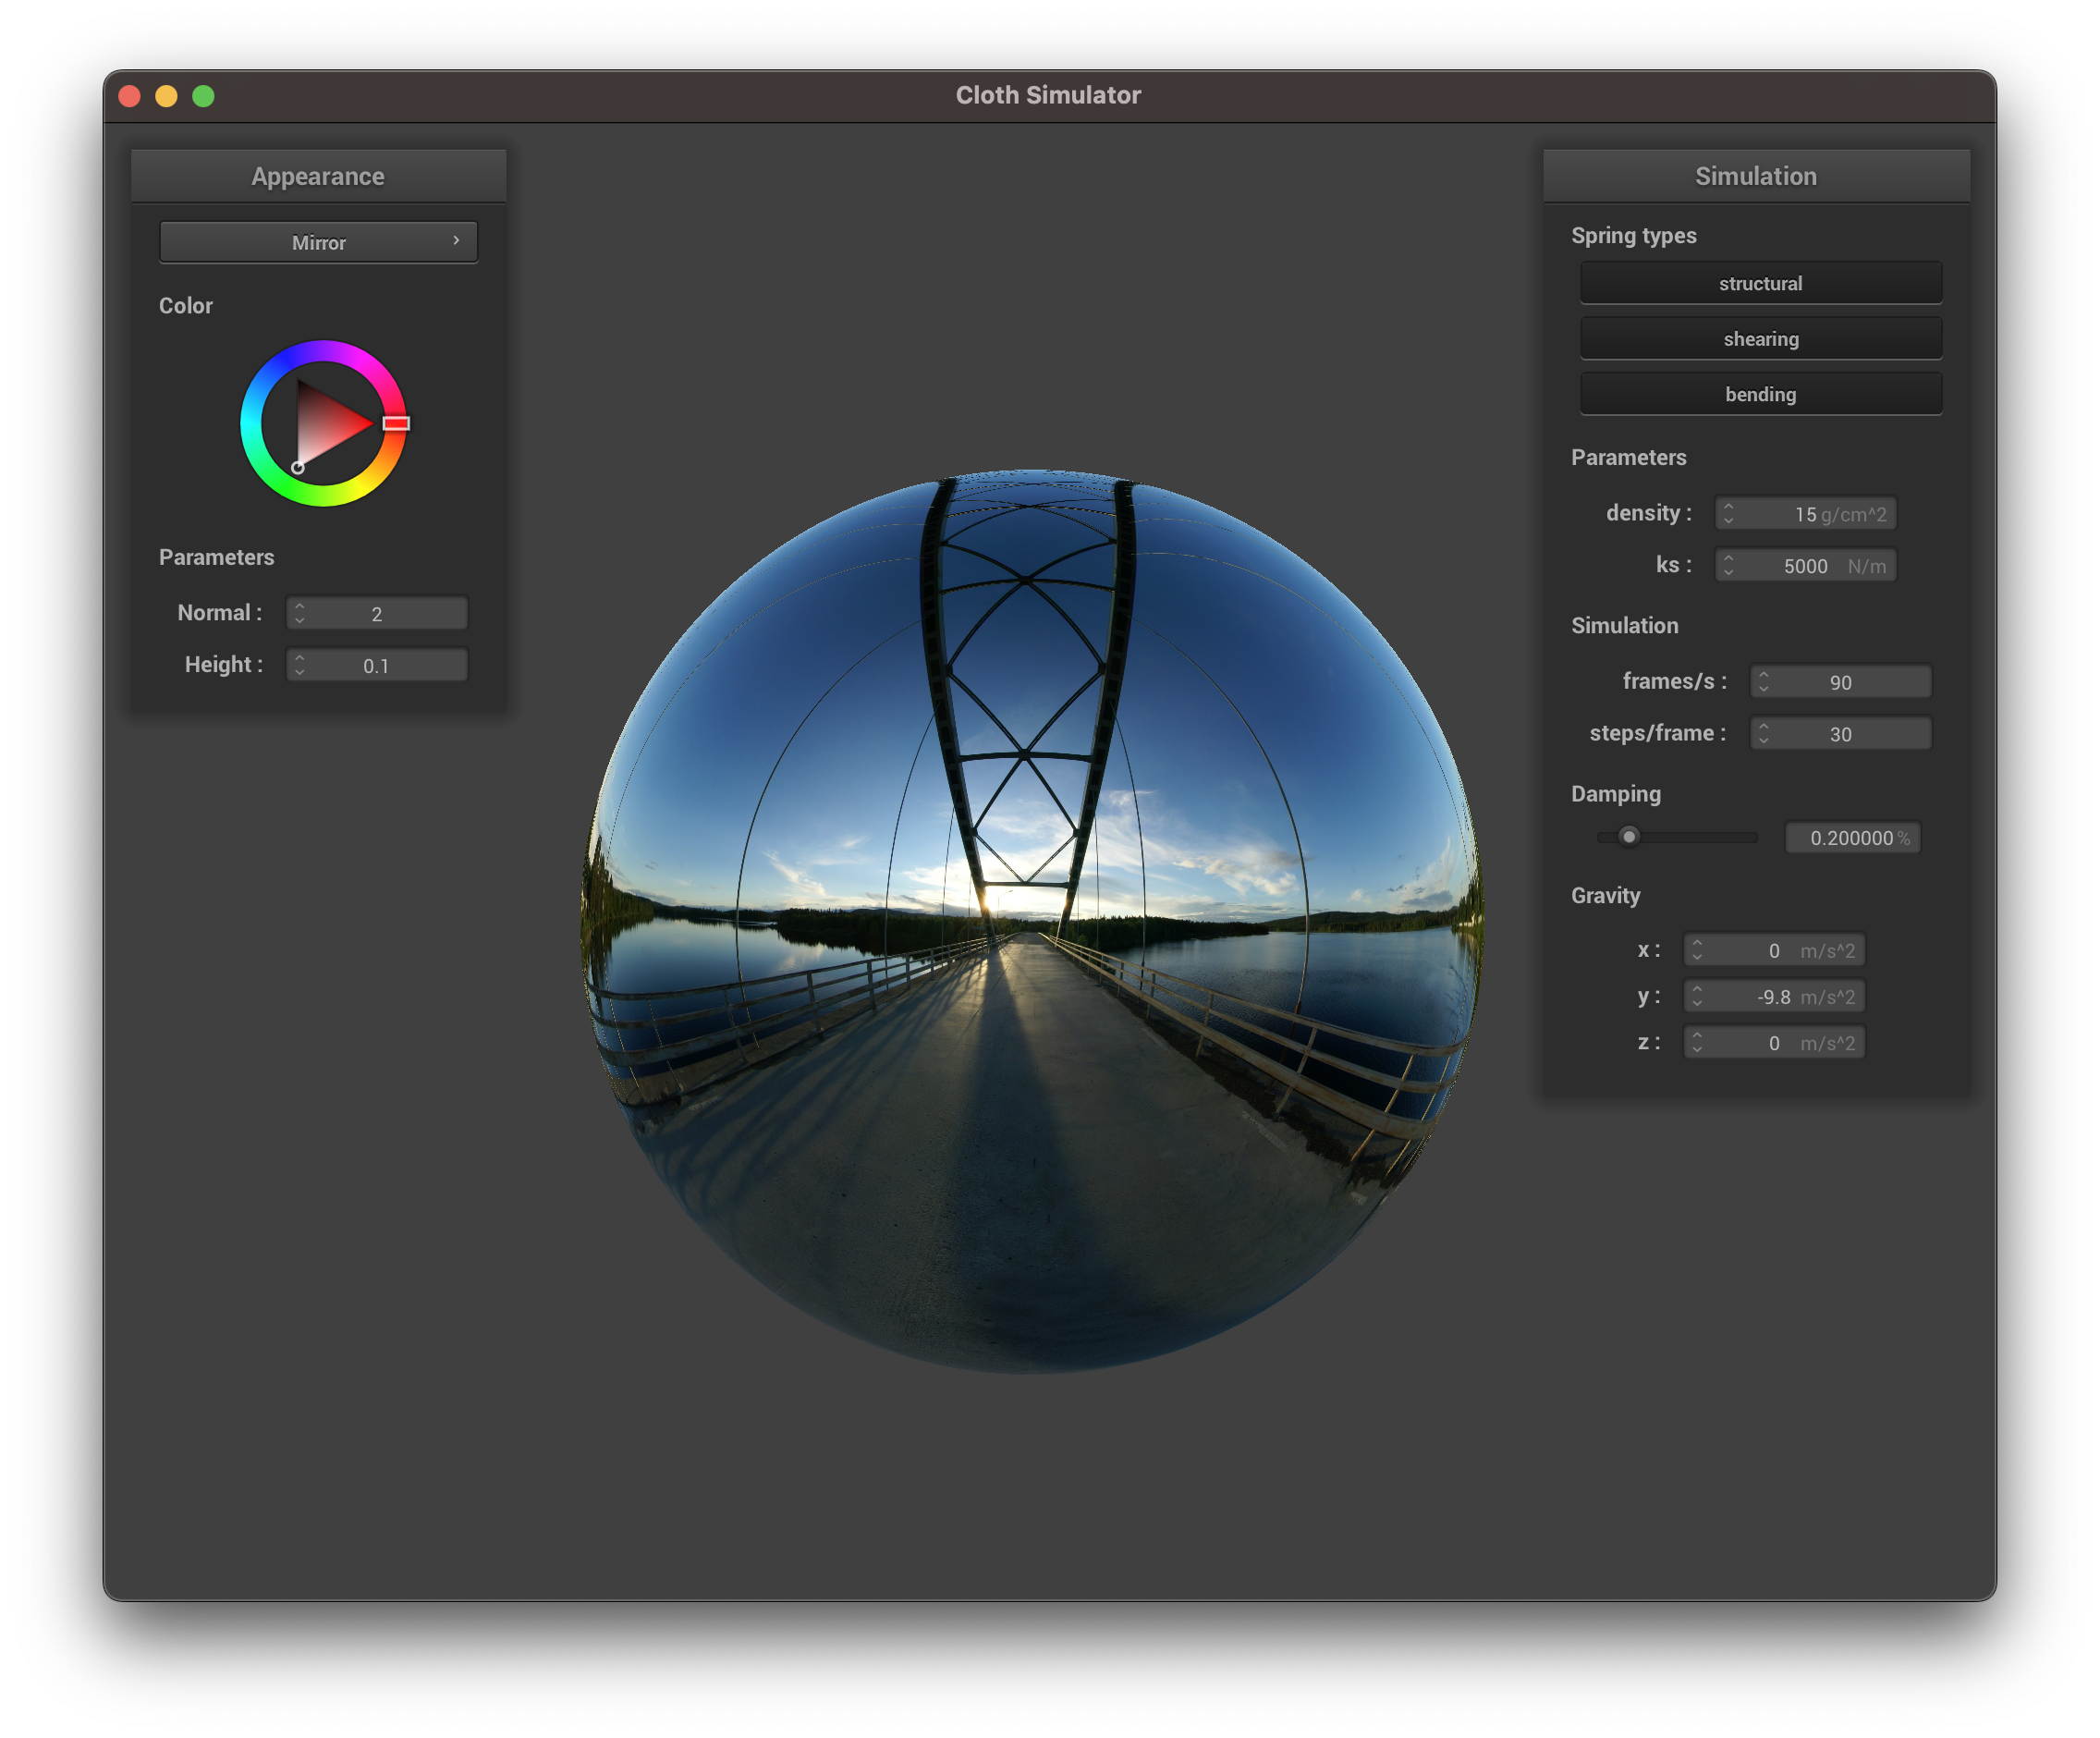 Cloth Simulator
Appearance
Mirror
Color
Parameters
Normal : 2
Height : 0.1
Simulation
Spring types
structural
shearing
bending
Parameters
density : 15 g/cm^2
ks : 5000 N/m
Simulation
frames/s : 90
steps/frame : 30
Damping
0.200000 %
Gravity
x : 0 m/s^2
y : -9.8 m/s^2
z : 0 m/s^2